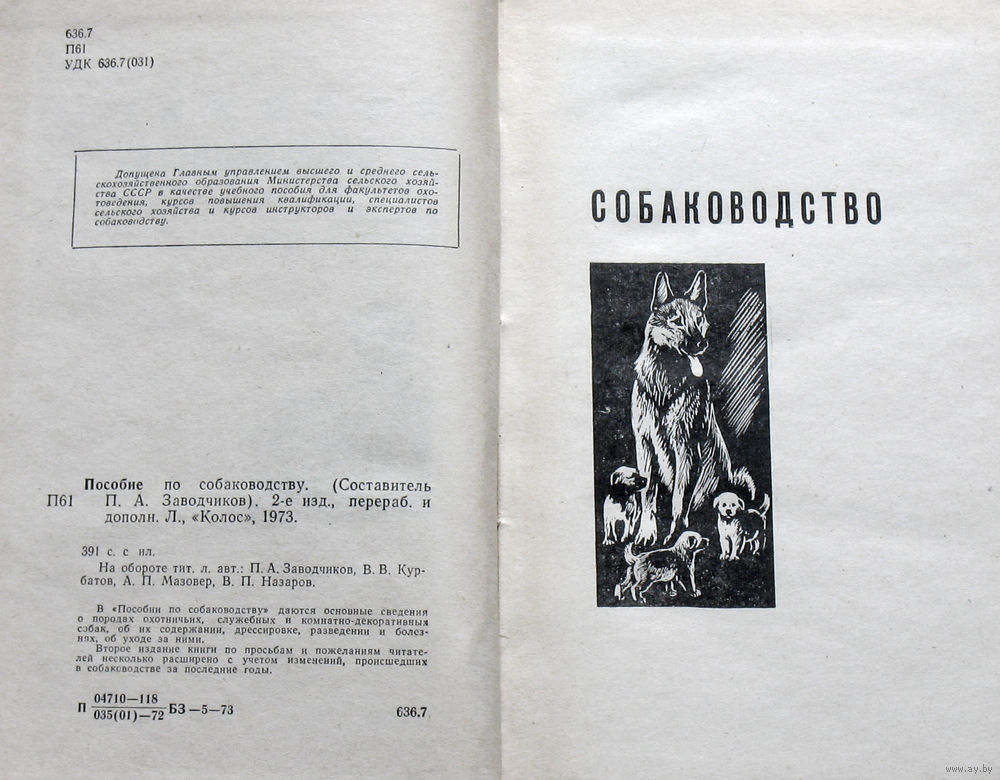 636.7
П61
УДК 636.7(031)
Допущена Главным управлением высшего и среднего сель-
скохозяйственного образования Министерства сельского хозяй-
ства СССР в качестве учебного пособия для факультетов охо-
товедения, курсов повышения квалификации, специалистов
сельского хозяйства и курсов инструкторов и экспертов по
собаководству.
Пособие по собаководству. (Составитель
П61 П. А. Заводчиков), 2-е изд., перераб. и
дополн. Л., «Колос», 1973.
391 с. с ил.
На обороте тит. л. авт.: П. А. Заводчиков, В. В. Кур-
батов, А. П. Мазовер, В. П. Назаров.
В «Пособии по собаководству» даются основные сведения
о породах охотничьих, служебных и комнатно-декоративных
собак, об их содержании, дрессировке, разведении и болез-
нях, об уходе за ними.
Второе издание книги по просьбам и пожеланиям читате-
лей несколько расширено с учетом изменений, происшедших
в собаководстве за последние годы.
П 04710—118
035(01)—72 БЗ—5—73 636.7
СОБАКОВОДСТВО
www.ay.by